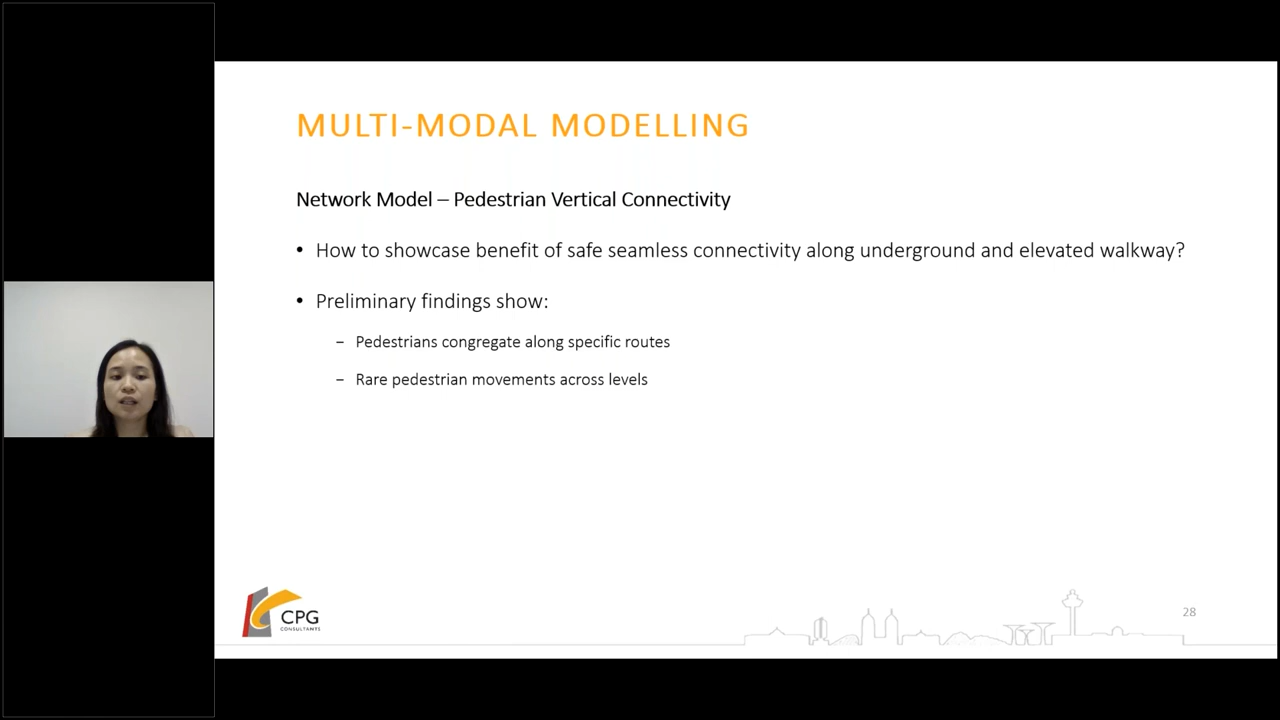 MULTI-MODAL MODELLING
Network Model – Pedestrian Vertical Connectivity
• How to showcase benefit of safe seamless connectivity along underground and elevated walkway?
• Preliminary findings show:
– Pedestrians congregate along specific routes
– Rare pedestrian movements across levels
CPG
CONSULTANTS
28